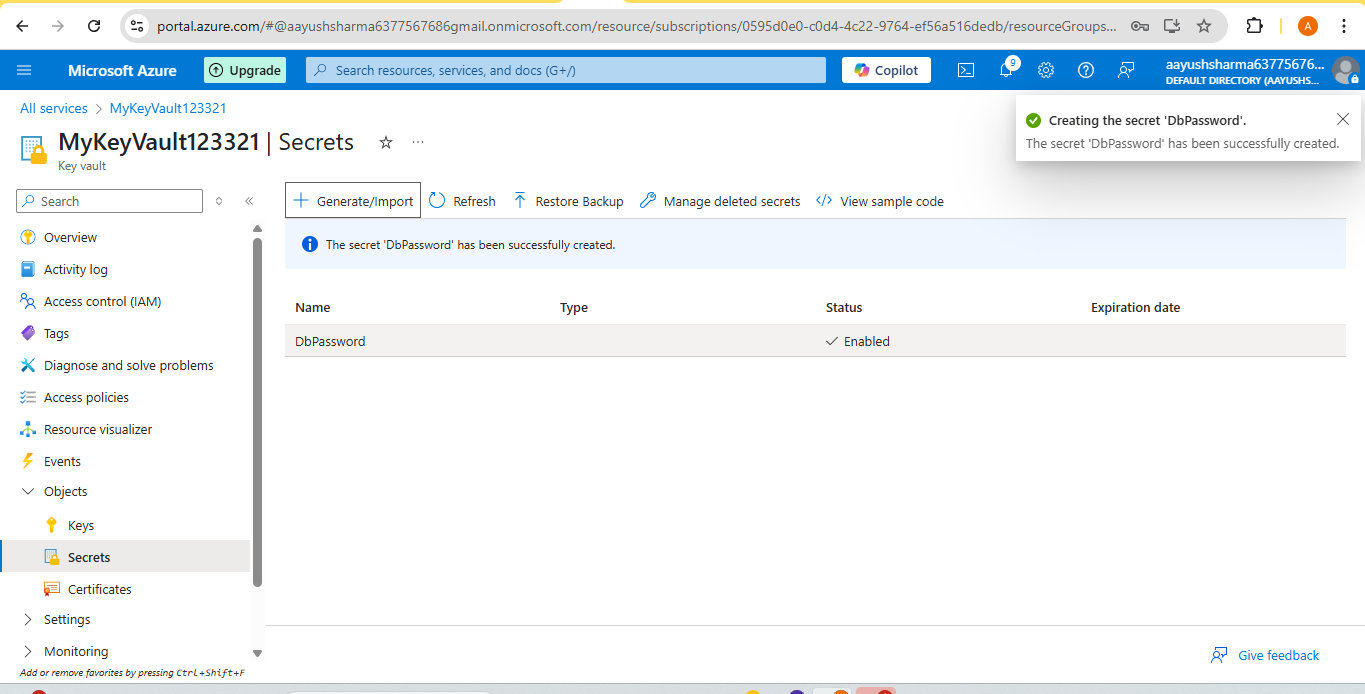 portal.azure.com/#@aayushsharma6377567686gmail.onmicrosoft.com/resource/subscriptions/0595d0e0-c0d4-4c22-9764-ef56a516dedb/resourceGroups...
A
Microsoft Azure
Upgrade
Search resources, services, and docs (G+/)
Copilot
9
aayushsharma63775676...
DEFAULT DIRECTORY (AAYUSHS...
All services > MyKeyVault123321
Creating the secret 'DbPassword'.
The secret 'DbPassword' has been successfully created.
MyKeyVault123321 | Secrets
Key vault
Search
Generate/Import
Refresh
Restore Backup
Manage deleted secrets
View sample code
Overview
Activity log
Access control (IAM)
Tags
Diagnose and solve problems
Access policies
Resource visualizer
Events
Objects
Keys
Secrets
Certificates
Settings
Monitoring
Add or remove favorites by pressing Ctrl+Shift+F
The secret 'DbPassword' has been successfully created.
Name Type Status Expiration date
DbPassword Enabled
Give feedback